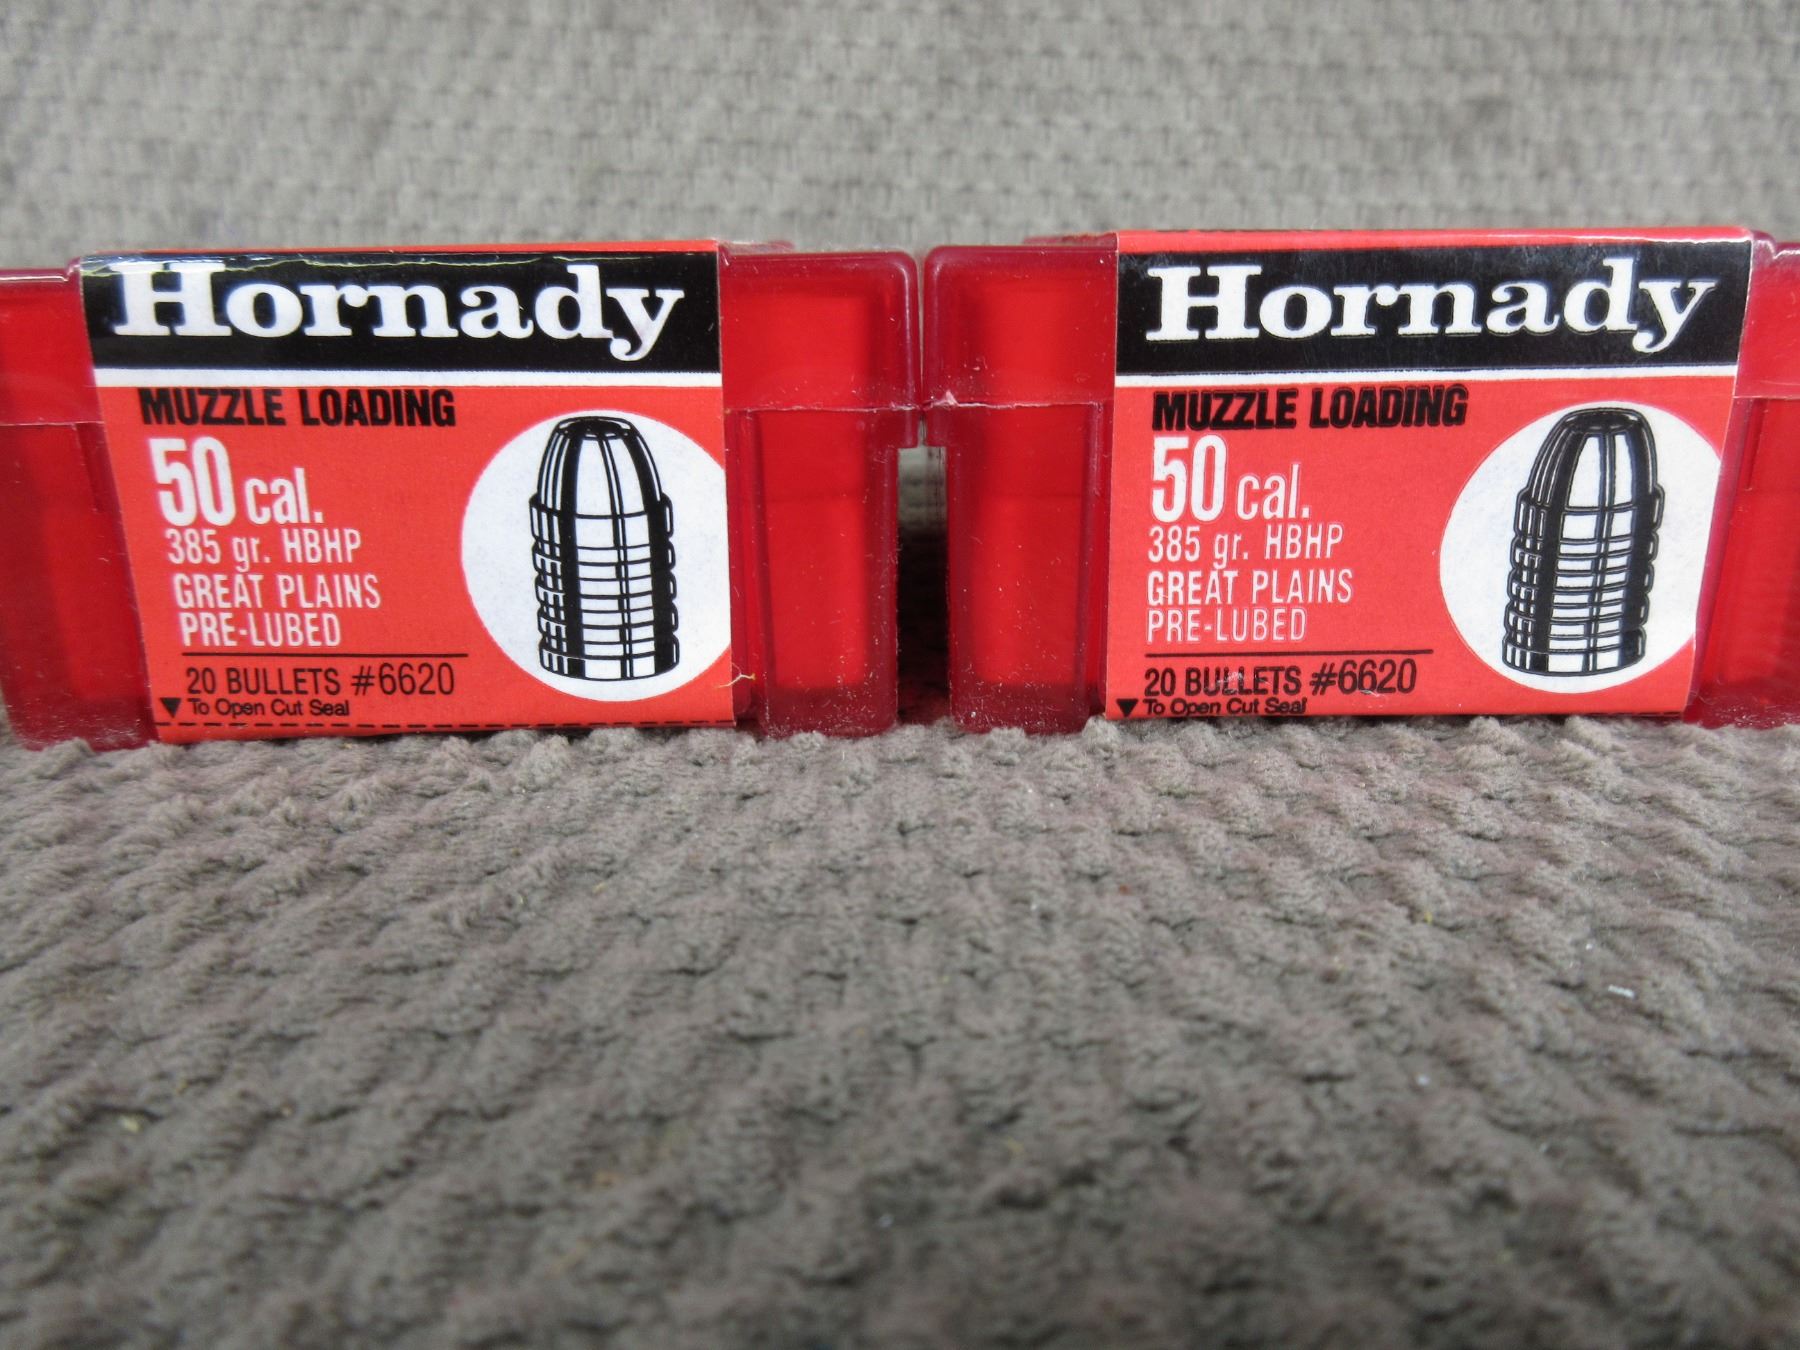 Hornady
MUZZLE LOADING
50 cal.
385 gr. HBHP
GREAT PLAINS
PRE-LUBED
20 BULLETS #6620
▼ To Open Cut Seal
Hornady
MUZZLE LOADING
50 cal.
385 gr. HBHP
GREAT PLAINS
PRE-LUBED
20 BULLETS #6620
▼ To Open Cut Seal